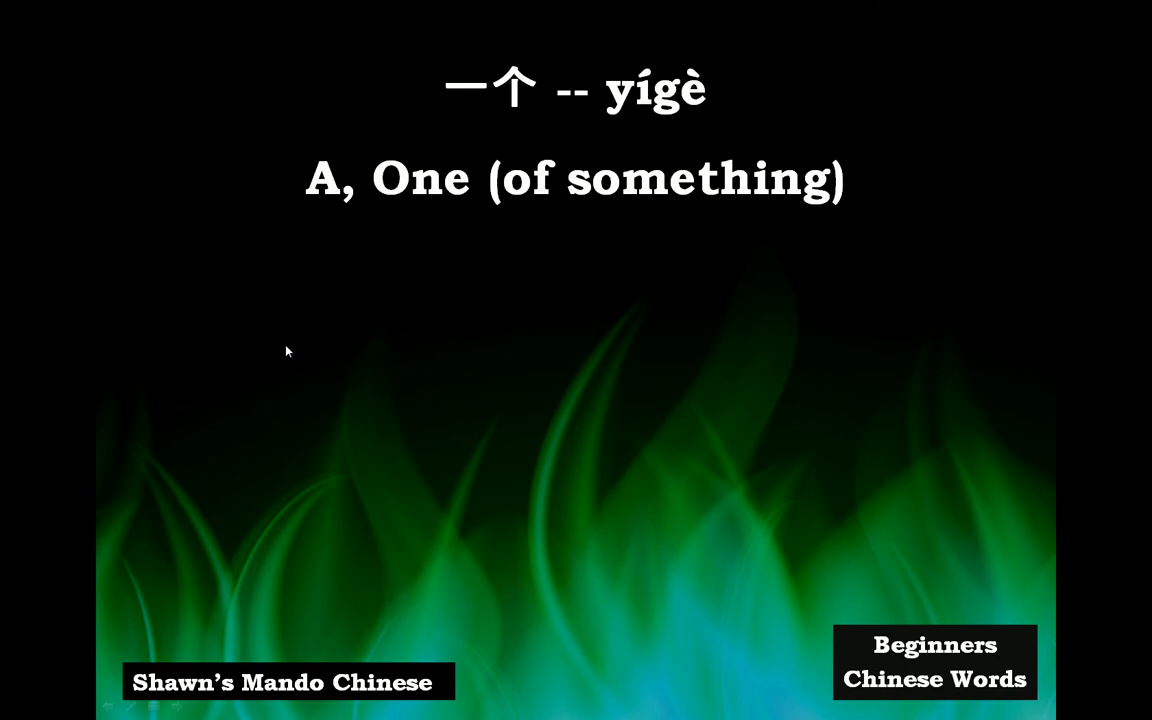 一个 -- yígè
A, One (of something)
Shawn's Mando Chinese
Beginners
Chinese Words